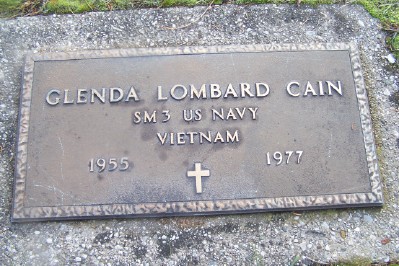 GLENDA LOMBARD CAIN
SM3 US NAVY
VIETNAM
1955 1977